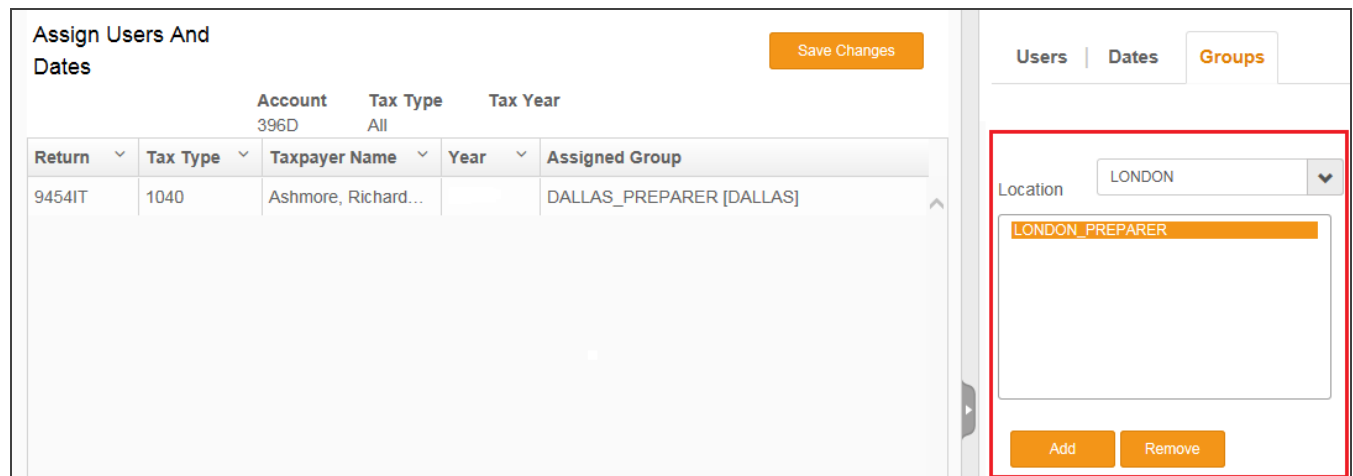 Assign Users And
Dates
Save Changes
Account Tax Type Tax Year
396D All
Return Tax Type Taxpayer Name Year Assigned Group
9454IT 1040 Ashmore, Richard... DALLAS_PREPARER [DALLAS]
Users | Dates Groups
Location LONDON
LONDON_PREPARER
Add Remove